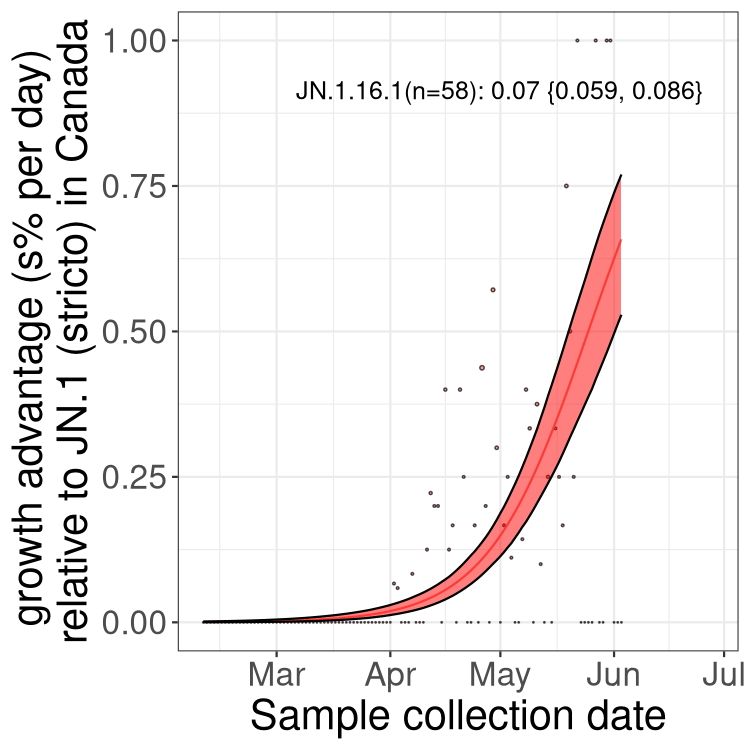 growth advantage (s% per day)
relative to JN.1 (stricto) in Canada
1.00
0.75
0.50
0.25
0.00
JN.1.16.1(n=58): 0.07 {0.059, 0.086}
Mar Apr May Jun Jul
Sample collection date